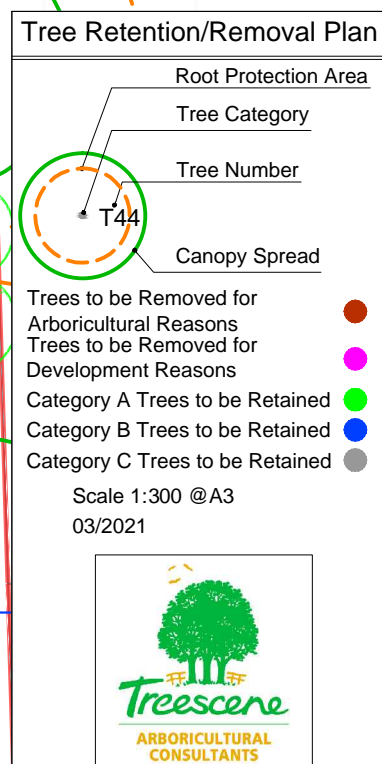 Tree Retention/Removal Plan
Root Protection Area
Tree Category
Tree Number
T44
Canopy Spread
Trees to be Removed for
Arboricultural Reasons
Trees to be Removed for
Development Reasons
Category A Trees to be Retained
Category B Trees to be Retained
Category C Trees to be Retained
Scale 1:300 @A3
03/2021
Treescene
ARBORICULTURAL
CONSULTANTS